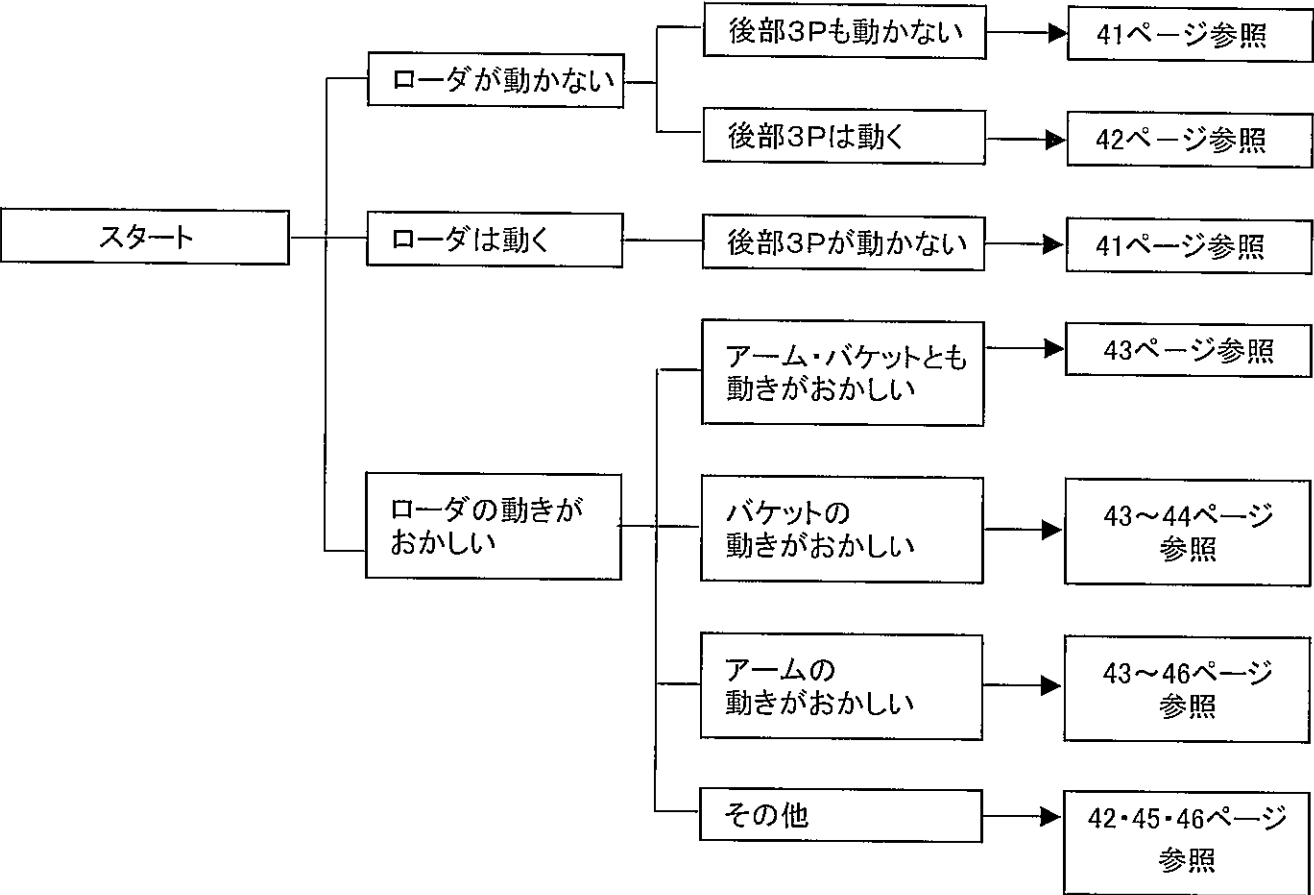 後部3Pも動かない
41ページ参照
ローダが動かない
後部3Pは動く
42ページ参照
スタート
ローダは動く
後部3Pが動かない
41ページ参照
アーム・バケットとも
動きがおかしい
43ページ参照
ローダの動きが
おかしい
バケットの
動きがおかしい
43～44ページ
参照
アームの
動きがおかしい
43～46ページ
参照
その他
42・45・46ページ
参照